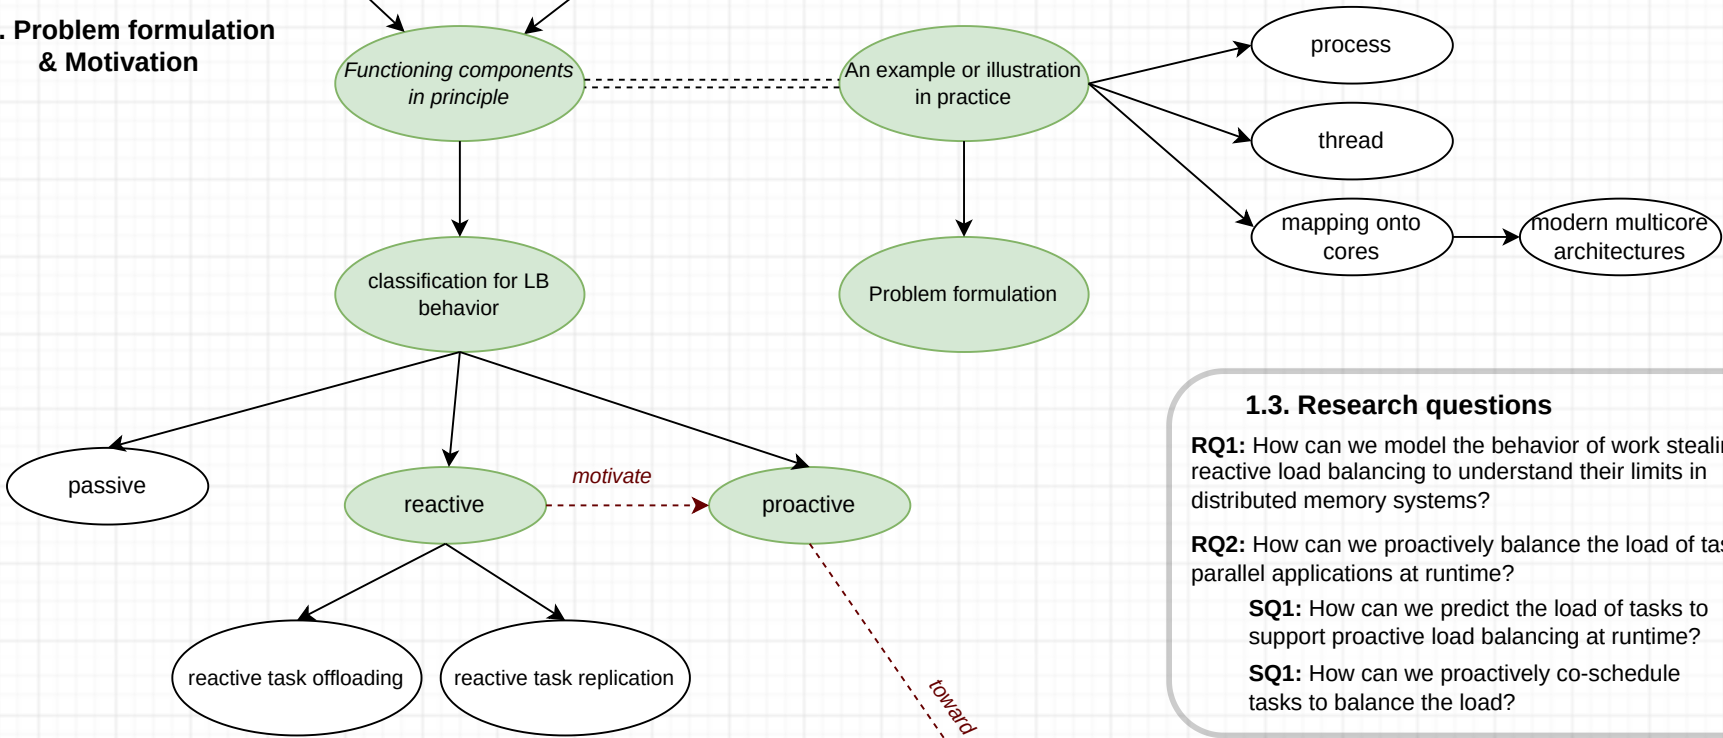 . Problem formulation
& Motivation
Functioning components
in principle
An example or illustration
in practice
process
thread
mapping onto
cores
modern multicore
architectures
classification for LB
behavior
Problem formulation
passive
reactive
motivate
proactive
reactive task offloading
reactive task replication
toward
1.3. Research questions
RQ1: How can we model the behavior of work
reactive load balancing to understand their limits in
distributed memory systems?
RQ2: How can we proactively balance the load of
parallel applications at runtime?
SQ1: How can we predict the load of tasks to
support proactive load balancing at runtime?
SQ1: How can we proactively co-schedule
tasks to balance the load?